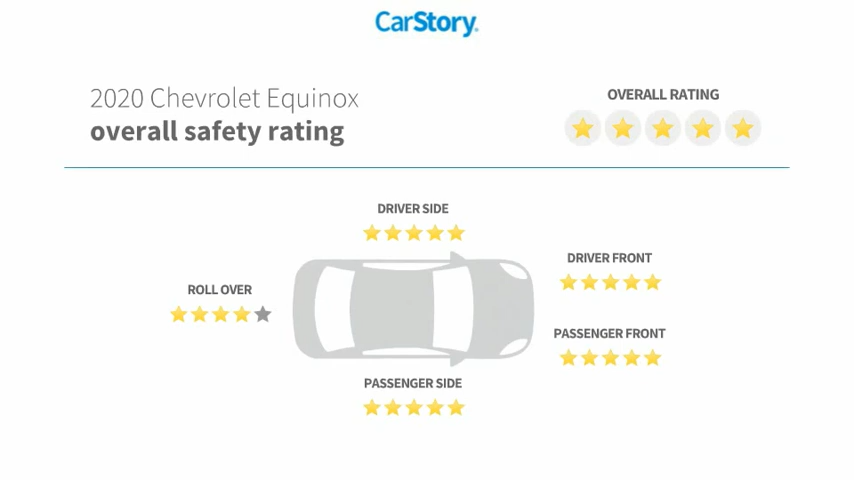 CarStory.
2020 Chevrolet Equinox
overall safety rating
OVERALL RATING
DRIVER SIDE
DRIVER FRONT
ROLL OVER
PASSENGER FRONT
PASSENGER SIDE